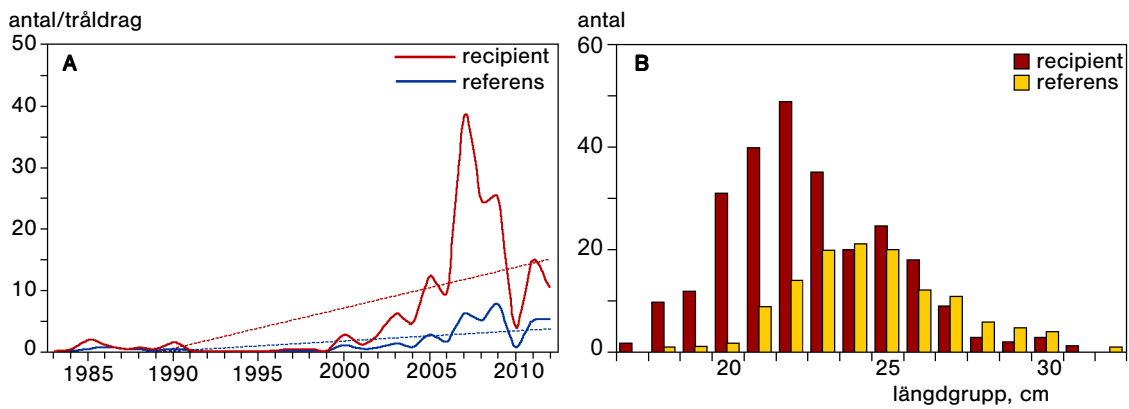 antal/tråldrag
50
40
30
20
10
0
A
recipient
referens
1985 1990 1995 2000 2005 2010
antal
60
40
20
0
B
recipient
referens
20 25 30
längdgrupp, cm